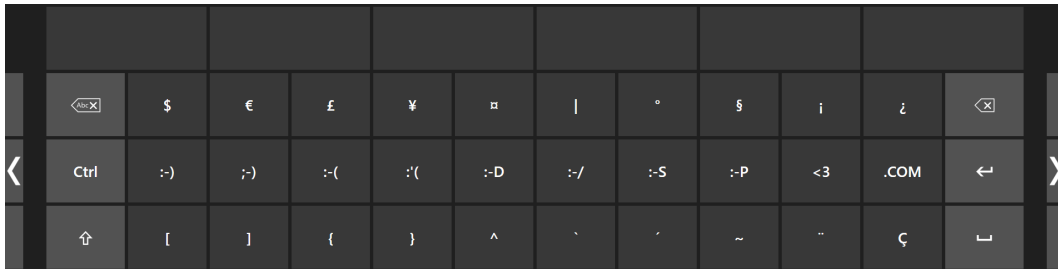 Abc $ € £ ¥ ¤ | ° § ¡ ¿
Ctrl :-) ;-) :-( :'( :-D :-/ :-S :-P <3 .COM
[ ] { } ^ ` ´ ~ ¨ Ç